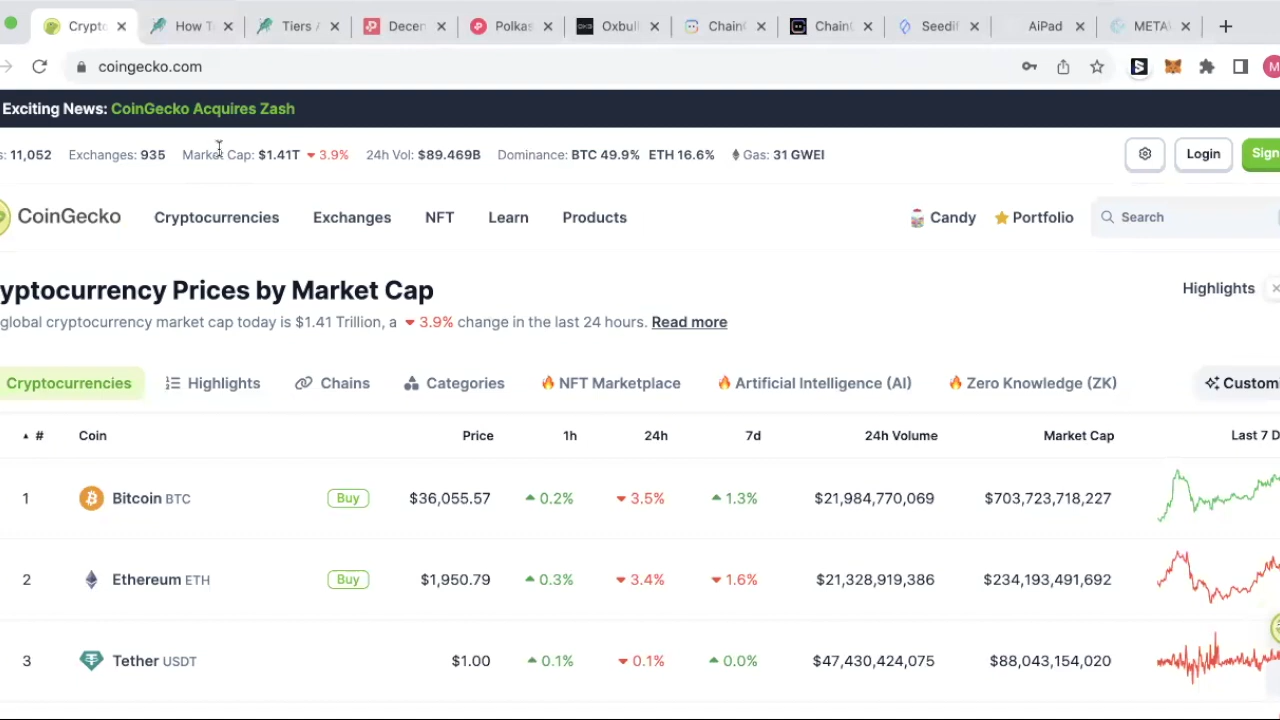 Crypto
How T
Tiers
Decen
Polkas
Oxbull
Chain
Chain
Seedif
AiPad
META
coingecko.com
M
Exciting News: CoinGecko Acquires Zash
s: 11,052 Exchanges: 935 Market Cap: $1.41T 3.9% 24h Vol: $89.469B Dominance: BTC 49.9% ETH 16.6% Gas: 31 GWEI
Login
Sign
CoinGecko Cryptocurrencies Exchanges NFT Learn Products Candy Portfolio Search
yptocurrency Prices by Market Cap
Highlights
global cryptocurrency market cap today is $1.41 Trillion, a 3.9% change in the last 24 hours. Read more
Cryptocurrencies Highlights Chains Categories NFT Marketplace Artificial Intelligence (AI) Zero Knowledge (ZK) Customi
# Coin Price 1h 24h 7d 24h Volume Market Cap Last 7 D
1 Bitcoin BTC Buy $36,055.57 0.2% 3.5% 1.3% $21,984,770,069 $703,723,718,227
2 Ethereum ETH Buy $1,950.79 0.3% 3.4% 1.6% $21,328,919,386 $234,193,491,692
3 Tether USDT $1.00 0.1% 0.1% 0.0% $47,430,424,075 $88,043,154,020